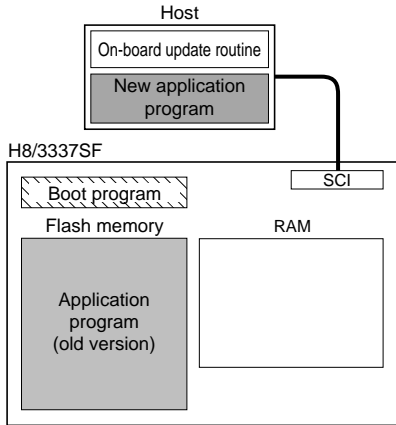 Host
On-board update routine
New application
program
H8/3337SF
SCI
Boot program
Flash memory
RAM
Application
program
(old version)